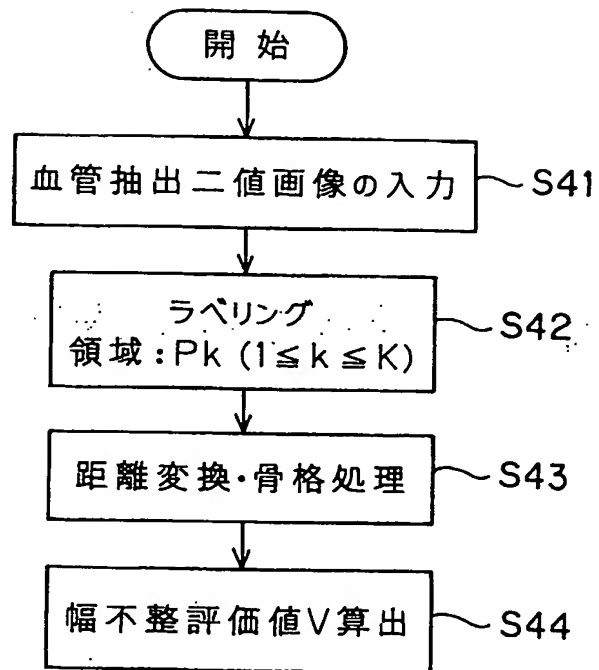 開始
血管抽出二値画像の入力
S41
ラベリング
領域:Pk (1≦k≦K)
S42
距離変換・骨格処理
S43
幅不整評価値V算出
S44